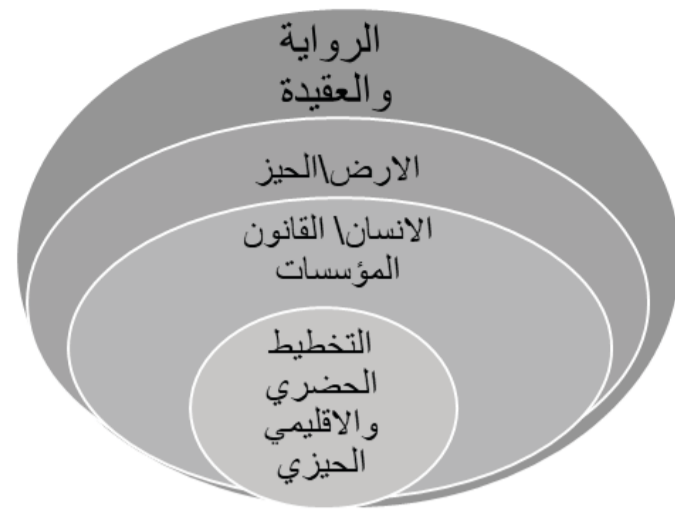 الرواية
والعقيدة
الارض\الحيز
الانسان\ القانون
المؤسسات
التخطيط
الحضري
والاقليمي
الحيزي